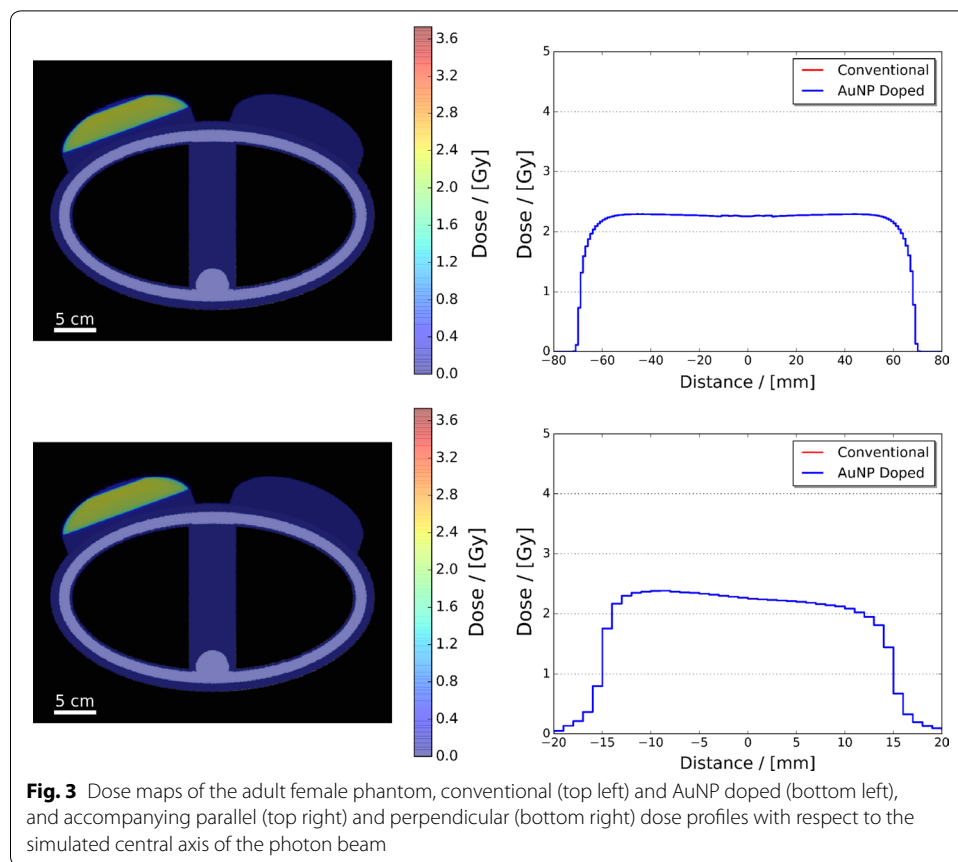 3.6
3.2
2.8
2.4
2.0
1.6
1.2
0.8
0.4
0.0
Dose / [Gy]
5 cm
5
4
3
2
1
0
Dose / [Gy]
Conventional
AuNP Doped
−80 −60 −40 −20 0 20 40 60 80
Distance / [mm]
3.6
3.2
2.8
2.4
2.0
1.6
1.2
0.8
0.4
0.0
Dose / [Gy]
5 cm
5
4
3
2
1
0
Dose / [Gy]
Conventional
AuNP Doped
−20 −15 −10 −5 0 5 10 15 20
Distance / [mm]
Fig. 3 Dose maps of the adult female phantom, conventional (top left) and AuNP doped (bottom left),
and accompanying parallel (top right) and perpendicular (bottom right) dose profiles with respect to the
simulated central axis of the photon beam